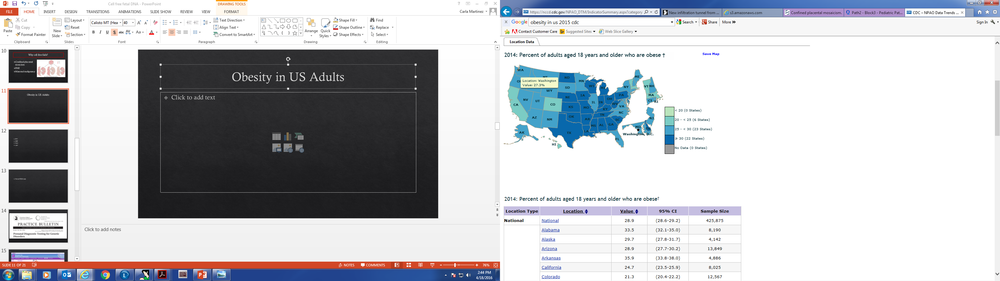 Cell free fetal DNA - PowerPoint
DRAWING TOOLS
FILE HOME INSERT DESIGN TRANSITIONS ANIMATIONS SLIDE SHOW REVIEW VIEW FORMAT
Carla Martinez
Paste
Cut
Copy
Format Painter
Clipboard
New Slide
Layout
Reset
Section
Slides
Calisto MT (Hea 40
Font
Paragraph
Text Direction
Align Text
Convert to SmartArt
Arrange
Quick Styles
Drawing
Shape Fill
Shape Outline
Shape Effects
Find
Replace
Select
Editing
10
Why cell free fails?
Confined placental mosaicism
BMI
Maternal malignancy
11
Obesity in US Adults
12
13
14
PRACTICE BULLETIN
Prenatal Diagnostic Testing for Genetic Disorders
15
Obesity in US Adults
Click to add text
Click to add notes
SLIDE 11 OF 21
NOTES COMMENTS 76%
2:44 PM
4/18/2016
https://nccd.cdc.gov/NPAO_DTM/IndicatorSummary.aspx?category
New infiltration tunnel from ...
s3.amazonaws.com
Confined placental mosaicism.
Path2 - Block3 - Pediatric Pat...
CDC – NPAO Data Trends ...
Google obesity in us 2015 cdc Search Share More »
Sign In
Contact Customer Care Suggested Sites Web Slice Gallery
Location Data
2014: Percent of adults aged 18 years and older who are obese †
Save Map
Location: Washington
Value: 27.3%
WA
ND
MN
ME
WI
MI
NY
VT
NH
SD
WY
MA
CT
RI
NE
IA
PA
NV
UT
CO
CA
IL
IN
OH
WV
VA
KS
MO
KY
NC
AZ
NM
OK
AR
TN
SC
MS
AL
GA
NJ
TX
LA
MD
DE
Washington, D.C.
AK
HI
FL
< 20 (0 States)
20 - < 25 (6 States)
25 - < 30 (23 States)
≥ 30 (22 States)
No Data (0 States)
2014: Percent of adults aged 18 years and older who are obese†
Location Type Location Value 95% CI Sample Size
National National 28.9 (28.6-29.2) 425,875
Alabama 33.5 (32.1-35.0) 8,190
Alaska 29.7 (27.8-31.7) 4,142
Arizona 28.9 (27.7-30.2) 13,849
Arkansas 35.9 (33.8-38.0) 4,886
California 24.7 (23.5-25.9) 8,025
Colorado 21.3 (20.4-22.2) 12,567